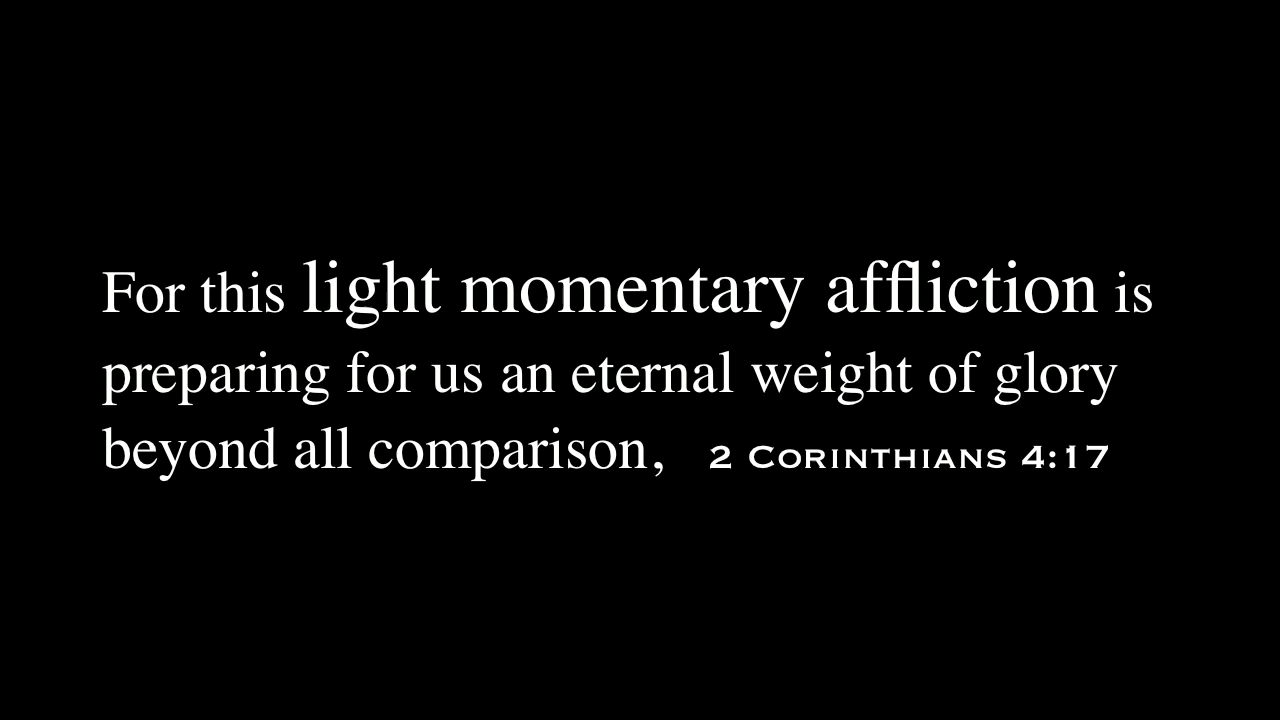 For this light momentary affliction is
preparing for us an eternal weight of glory
beyond all comparison, 2 Corinthians 4:17